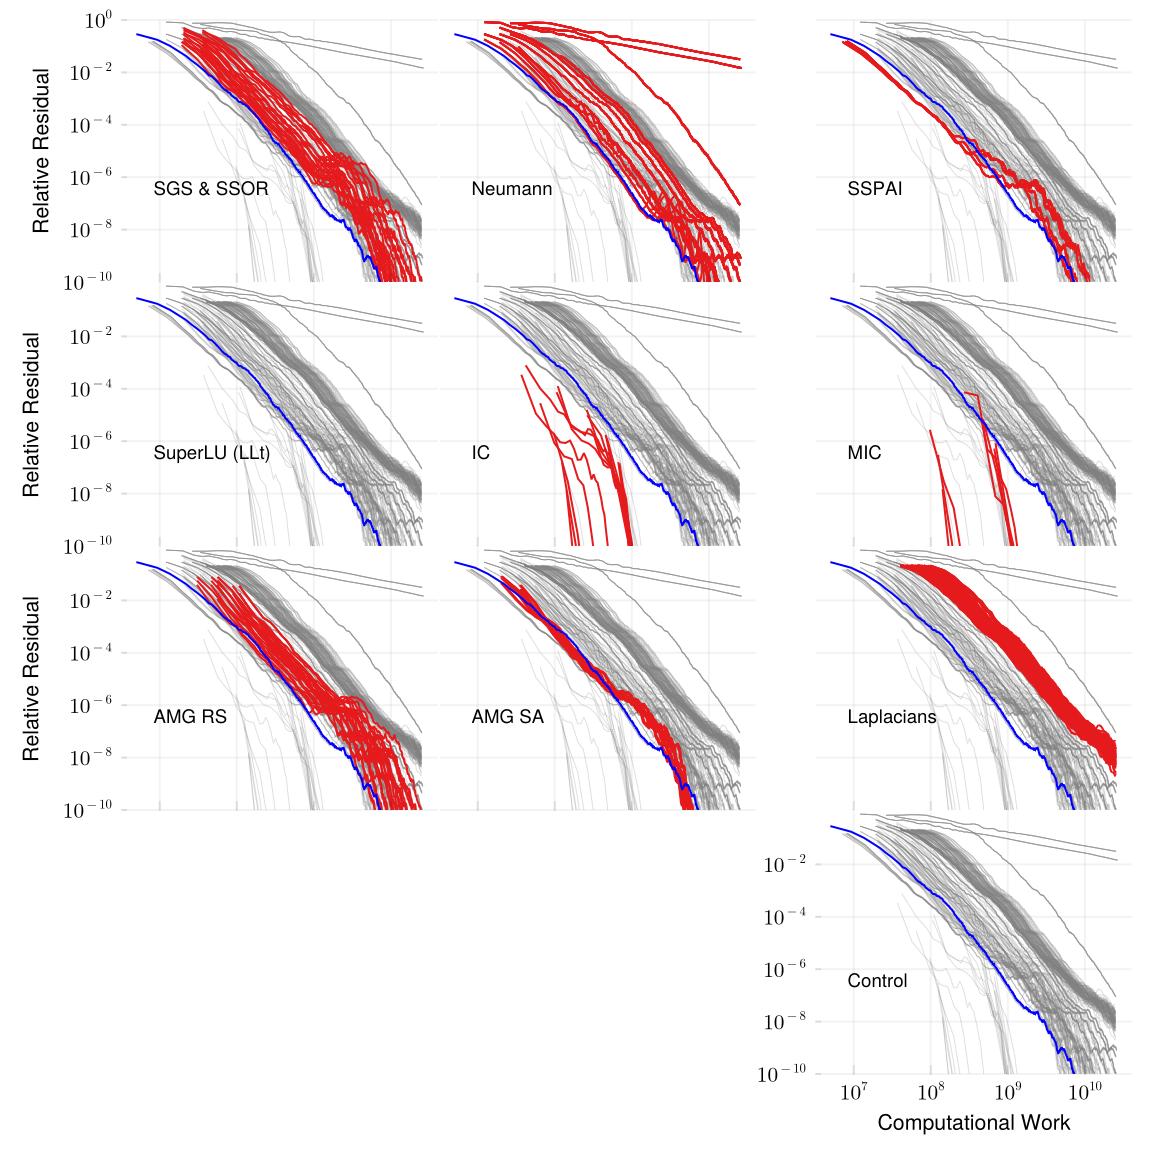 10^0
10^−2
10^−4
10^−6
10^−8
10^−10
Relative Residual
SGS & SSOR
Neumann
SSPAI
10^−2
10^−4
10^−6
10^−8
10^−10
Relative Residual
SuperLU (LLt)
IC
MIC
10^−2
10^−4
10^−6
10^−8
10^−10
Relative Residual
AMG RS
AMG SA
Laplacians
10^−2
10^−4
10^−6
10^−8
10^−10
Control
10^7 10^8 10^9 10^10
Computational Work